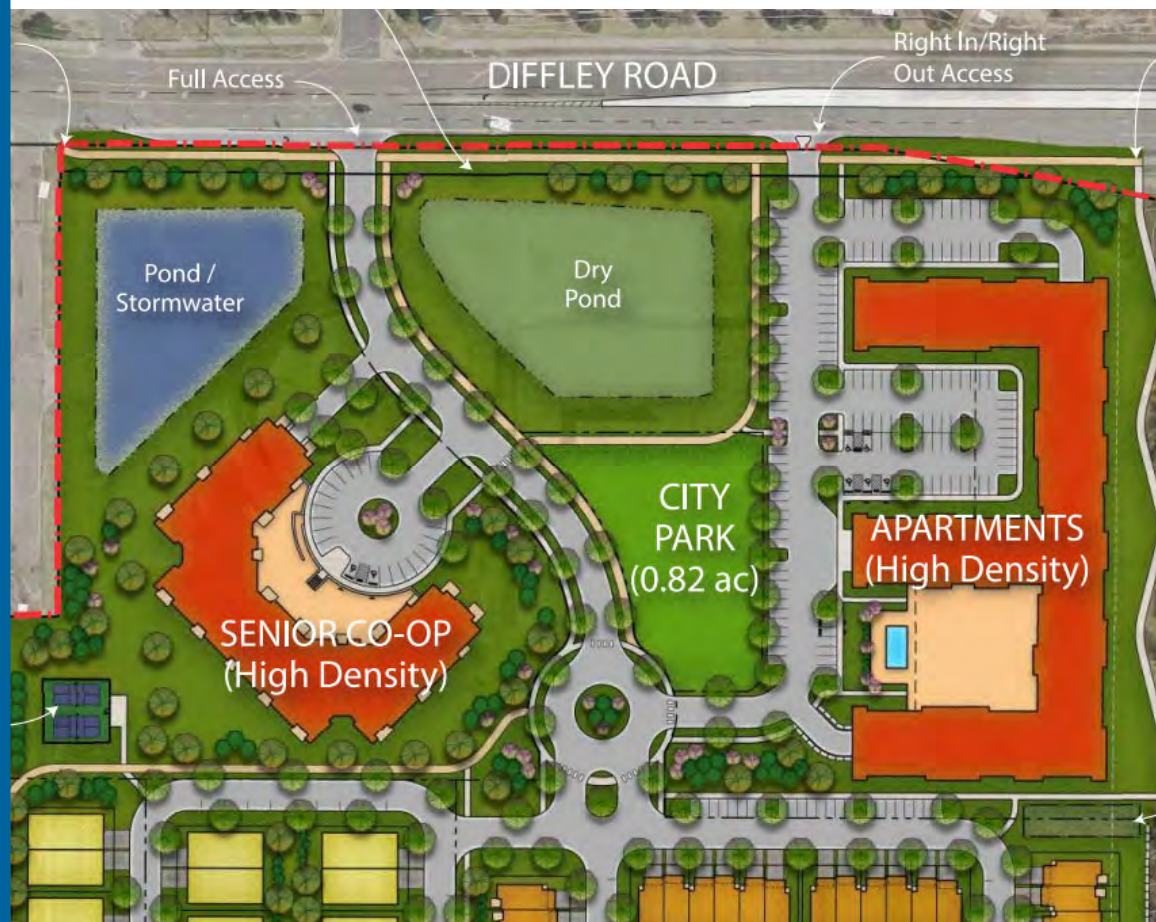 Full Access
DIFFLEY ROAD
Right In/Right
Out Access
Pond /
Stormwater
Dry
Pond
CITY
PARK
(0.82 ac)
APARTMENTS
(High Density)
SENIOR CO-OP
(High Density)